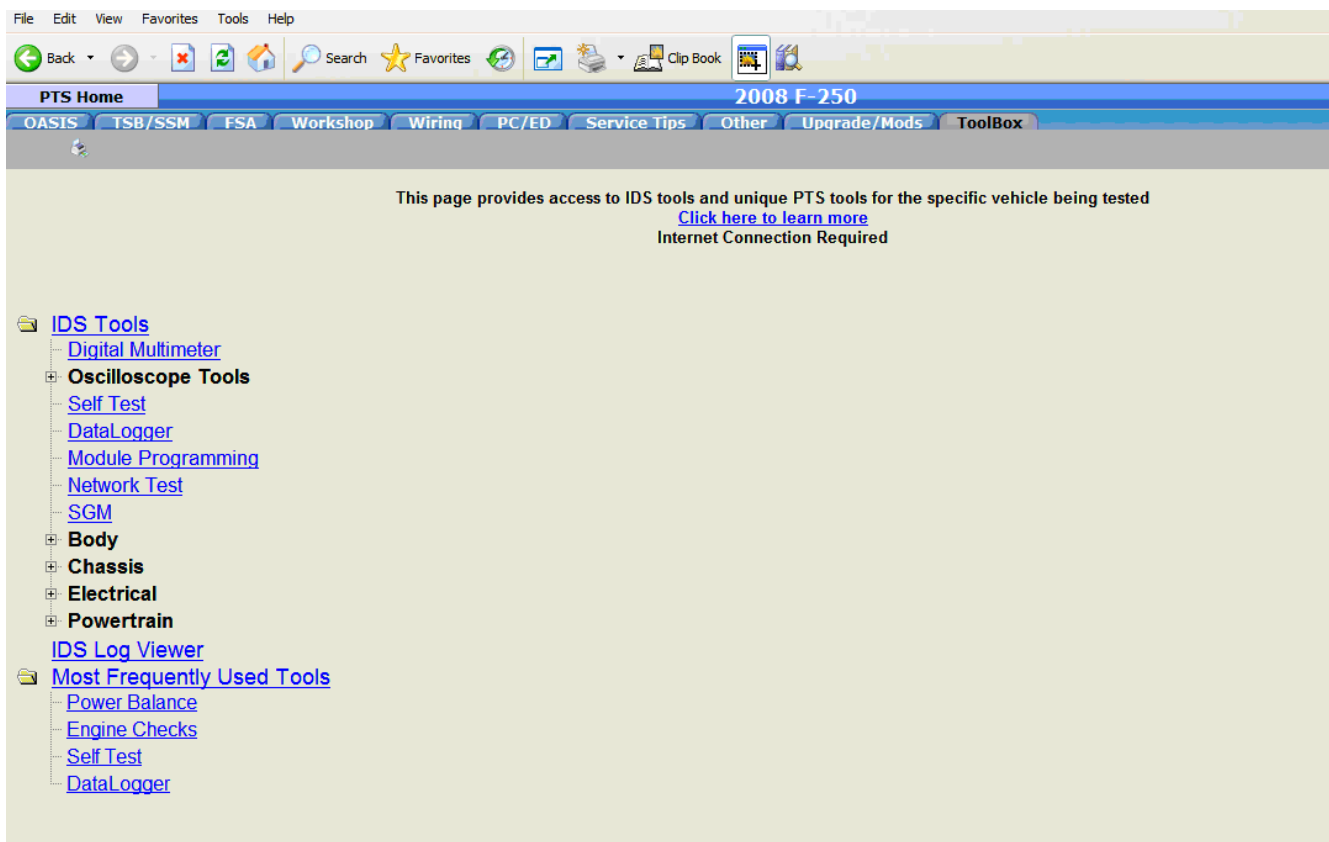 File Edit View Favorites Tools Help
Back Search Favorites Clip Book
PTS Home 2008 F-250
OASIS TSB/SSM FSA Workshop Wiring PC/ED Service Tips Other Upgrade/Mods ToolBox
This page provides access to IDS tools and unique PTS tools for the specific vehicle being tested
Click here to learn more
Internet Connection Required
IDS Tools
Digital Multimeter
Oscilloscope Tools
Self Test
DataLogger
Module Programming
Network Test
SGM
Body
Chassis
Electrical
Powertrain
IDS Log Viewer
Most Frequently Used Tools
Power Balance
Engine Checks
Self Test
DataLogger